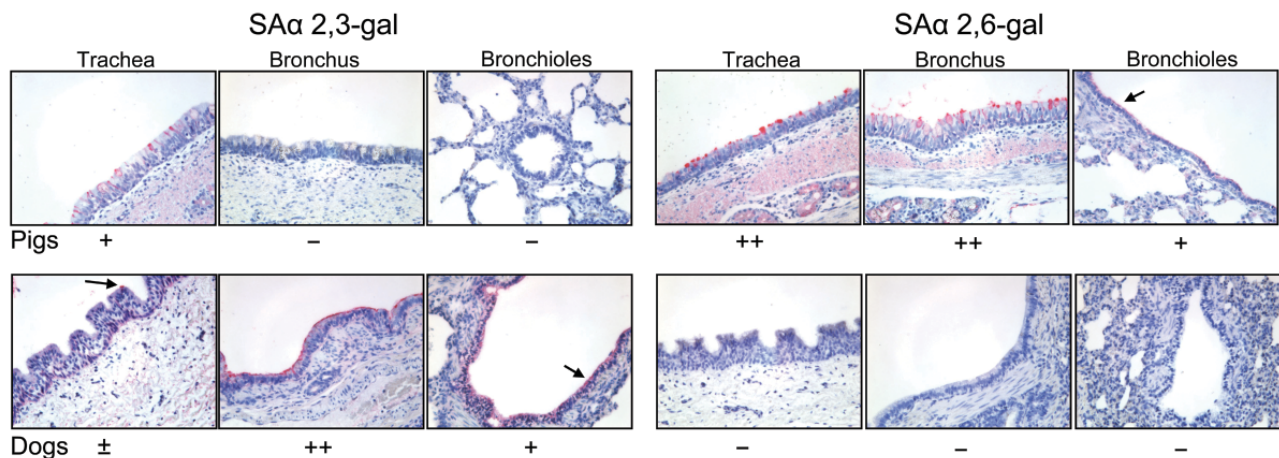 SAα 2,3-gal SAα 2,6-gal
Trachea Bronchus Bronchioles Trachea Bronchus Bronchioles
Pigs + − − ++ ++ +
Dogs ± ++ + − − −